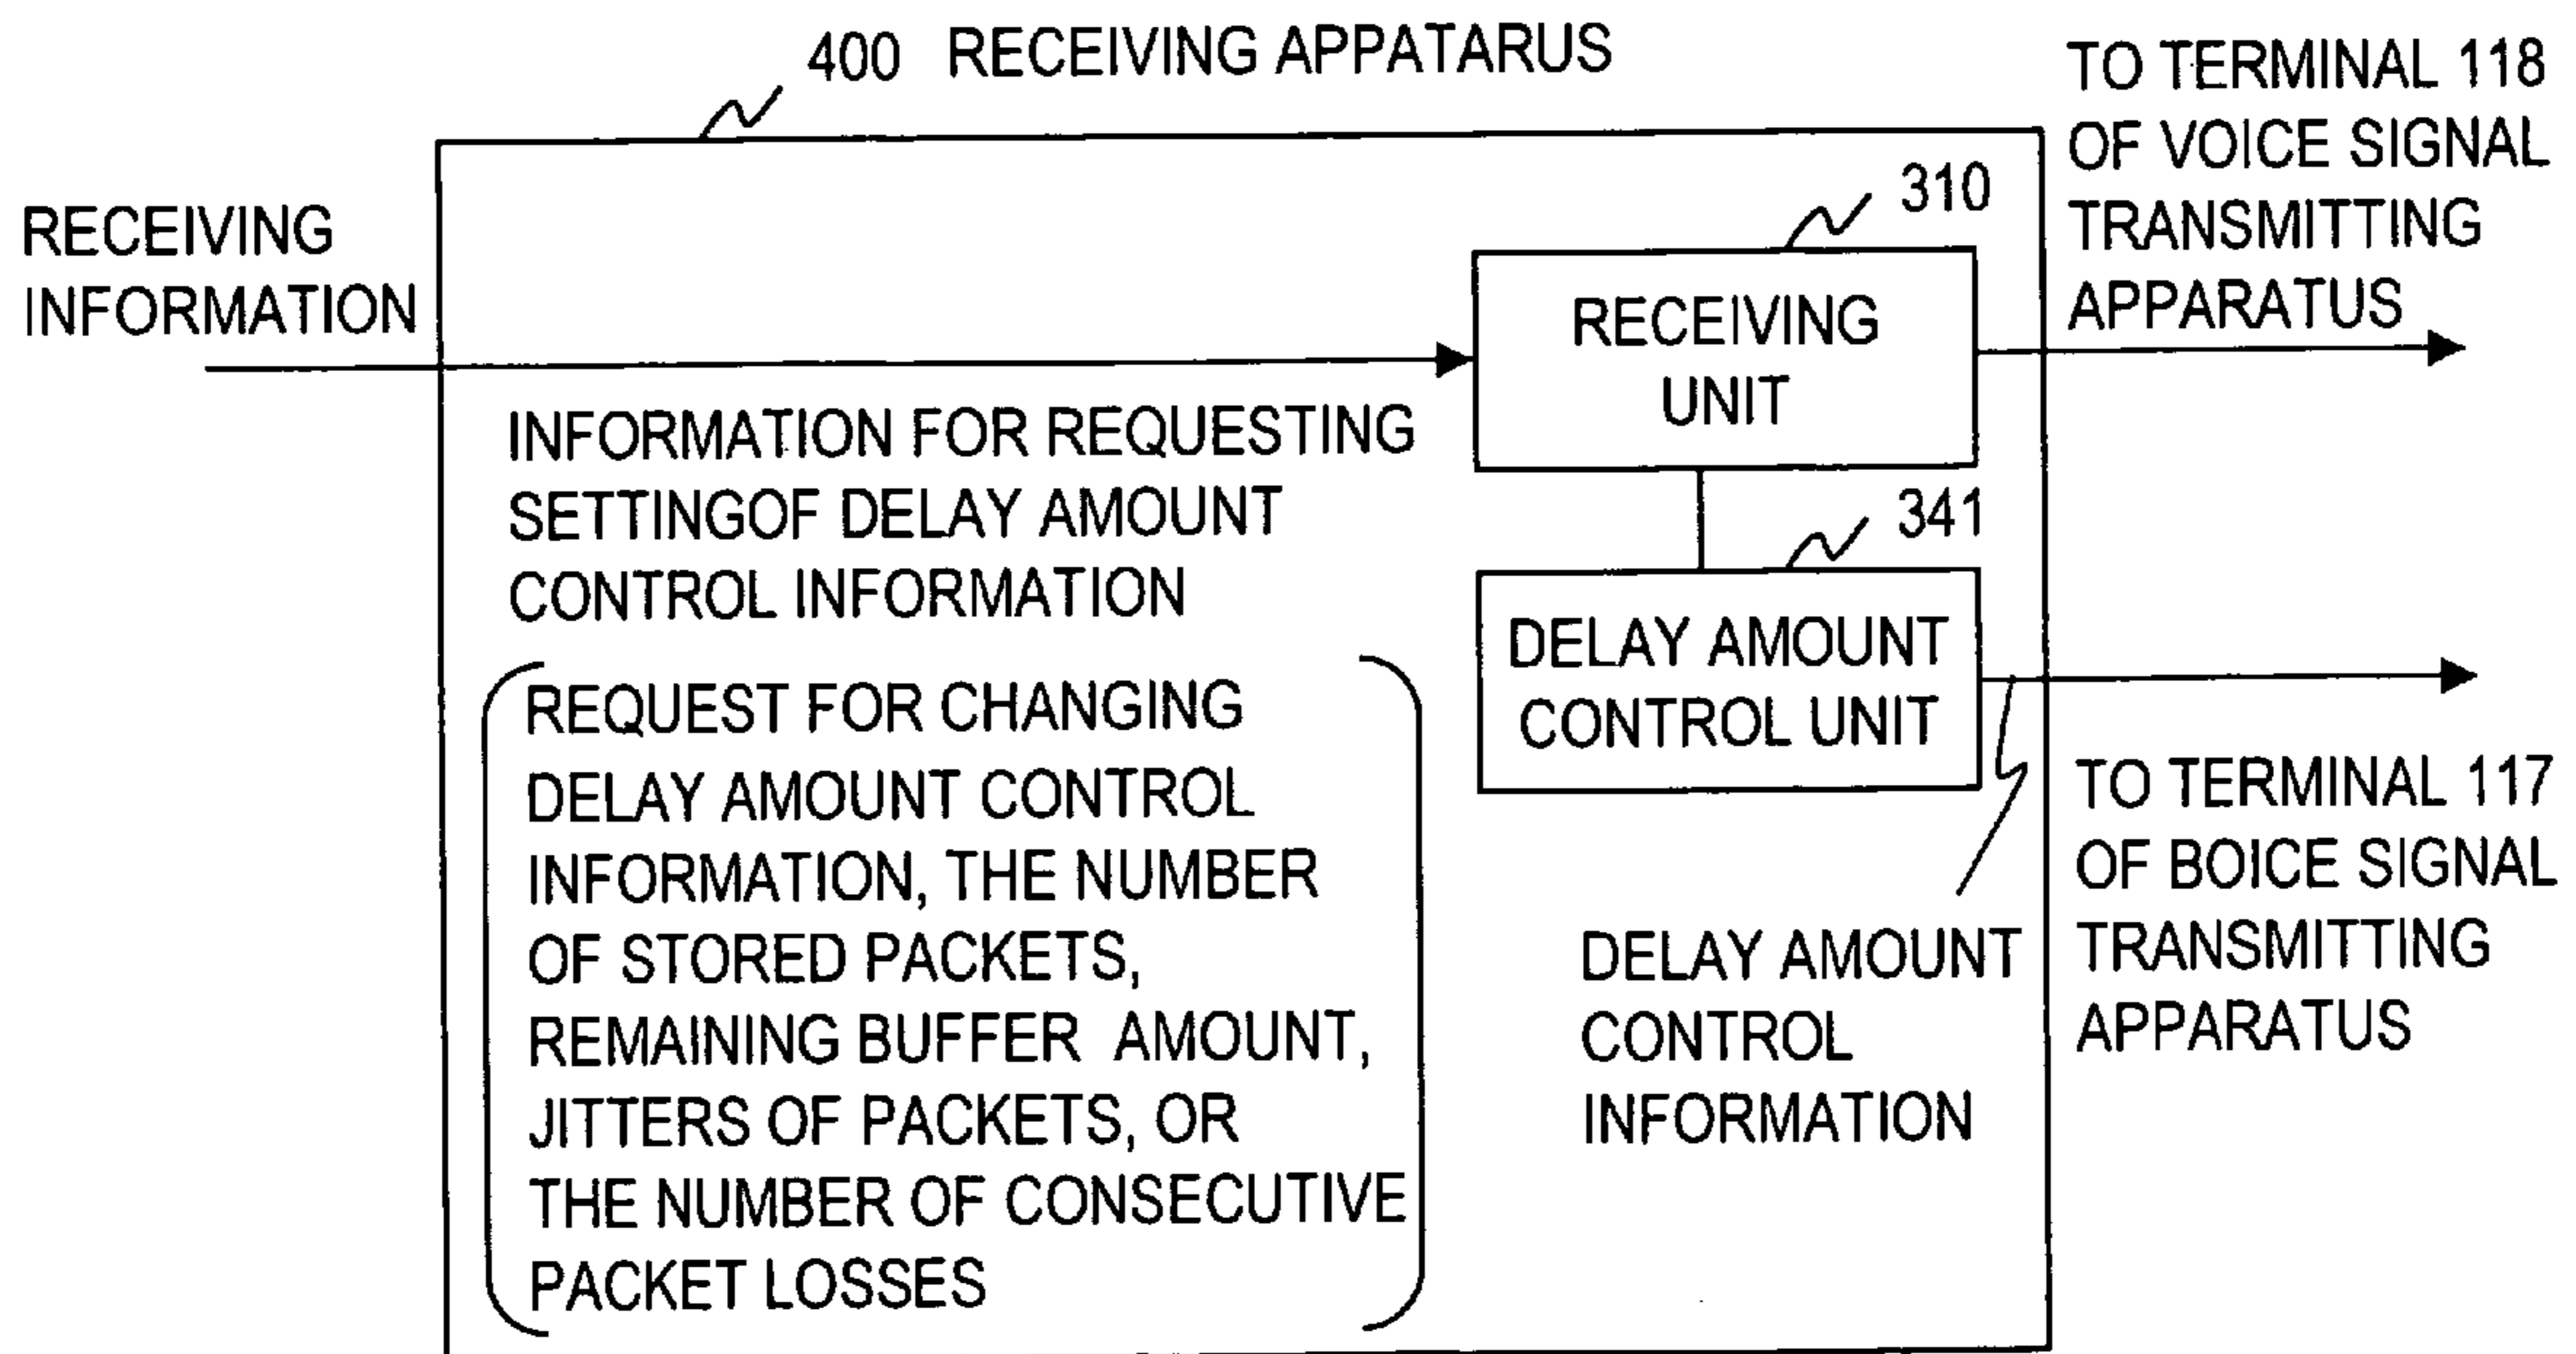 400 RECEIVING APPATARUS
TO TERMINAL 118
OF VOICE SIGNAL
TRANSMITTING
APPARATUS
RECEIVING
INFORMATION
310
RECEIVING
UNIT
INFORMATION FOR REQUESTING
SETTINGOF DELAY AMOUNT
CONTROL INFORMATION
341
DELAY AMOUNT
CONTROL UNIT
REQUEST FOR CHANGING
DELAY AMOUNT CONTROL
INFORMATION, THE NUMBER
OF STORED PACKETS,
REMAINING BUFFER AMOUNT,
JITTERS OF PACKETS, OR
THE NUMBER OF CONSECUTIVE
PACKET LOSSES
DELAY AMOUNT
CONTROL
INFORMATION
TO TERMINAL 117
OF BOICE SIGNAL
TRANSMITTING
APPARATUS